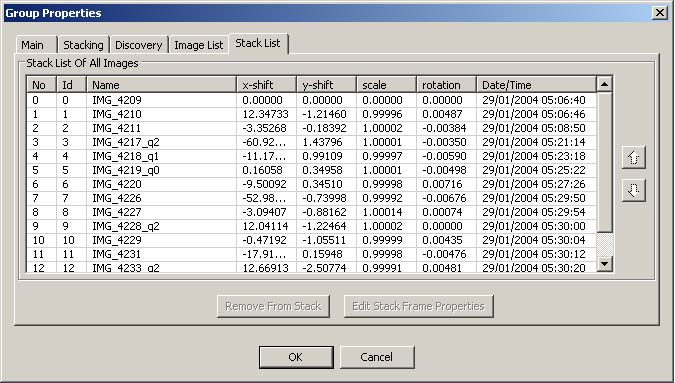 Group Properties
Main Stacking Discovery Image List Stack List
Stack List Of All Images
No Id Name x-shift y-shift scale rotation Date/Time
0 0 IMG_4209 0.00000 0.00000 0.00000 0.00000 29/01/2004 05:06:40
1 1 IMG_4210 12.34733 -1.21460 0.99996 0.00487 29/01/2004 05:06:46
2 2 IMG_4211 -3.35268 -0.18392 1.00002 -0.00384 29/01/2004 05:08:50
3 3 IMG_4217_q2 -60.92... 1.43796 1.00001 -0.00350 29/01/2004 05:21:14
4 4 IMG_4218_q1 -11.17... 0.99109 0.99997 -0.00590 29/01/2004 05:23:18
5 5 IMG_4219_q0 0.16058 0.34958 1.00001 -0.00498 29/01/2004 05:25:22
6 6 IMG_4220 -9.50092 0.34510 0.99998 0.00716 29/01/2004 05:27:26
7 7 IMG_4226 -52.98... -0.73998 0.99992 -0.00676 29/01/2004 05:29:50
8 8 IMG_4227 -3.09407 -0.88162 1.00014 0.00074 29/01/2004 05:29:54
9 9 IMG_4228_q2 12.04114 -1.22464 1.00002 0.00000 29/01/2004 05:30:00
10 10 IMG_4229 -0.47192 -1.05511 0.99999 0.00435 29/01/2004 05:30:04
11 11 IMG_4231 -17.91... 0.15948 0.99998 -0.00476 29/01/2004 05:30:12
12 12 IMG_4233_q2 12.66913 -2.50774 0.99991 0.00481 29/01/2004 05:30:20
Remove From Stack Edit Stack Frame Properties
OK Cancel